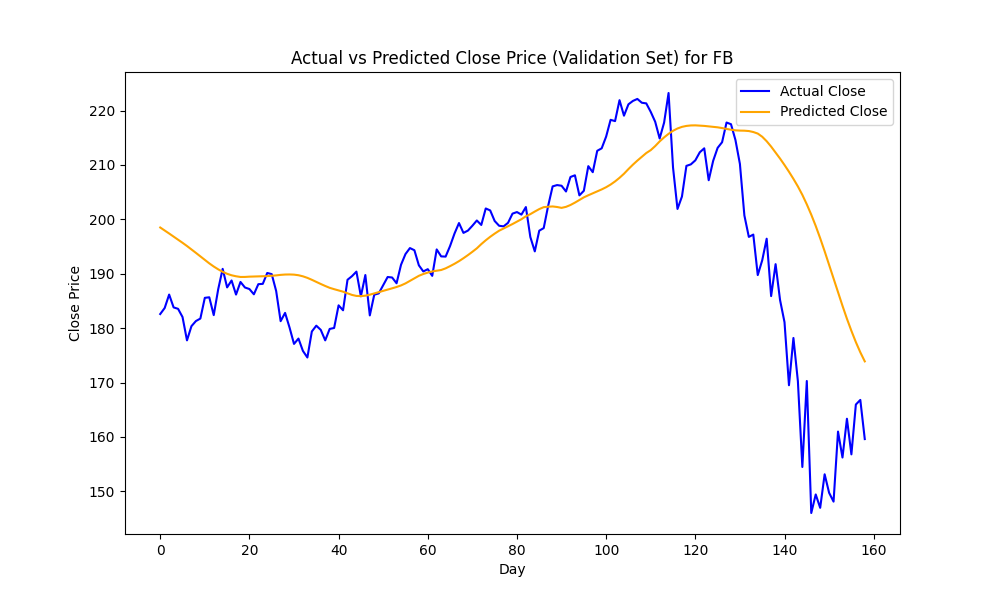 Actual vs Predicted Close Price (Validation Set) for FB
Actual Close
Predicted Close
Close Price
220
210
200
190
180
170
160
150
0 20 40 60 80 100 120 140 160
Day